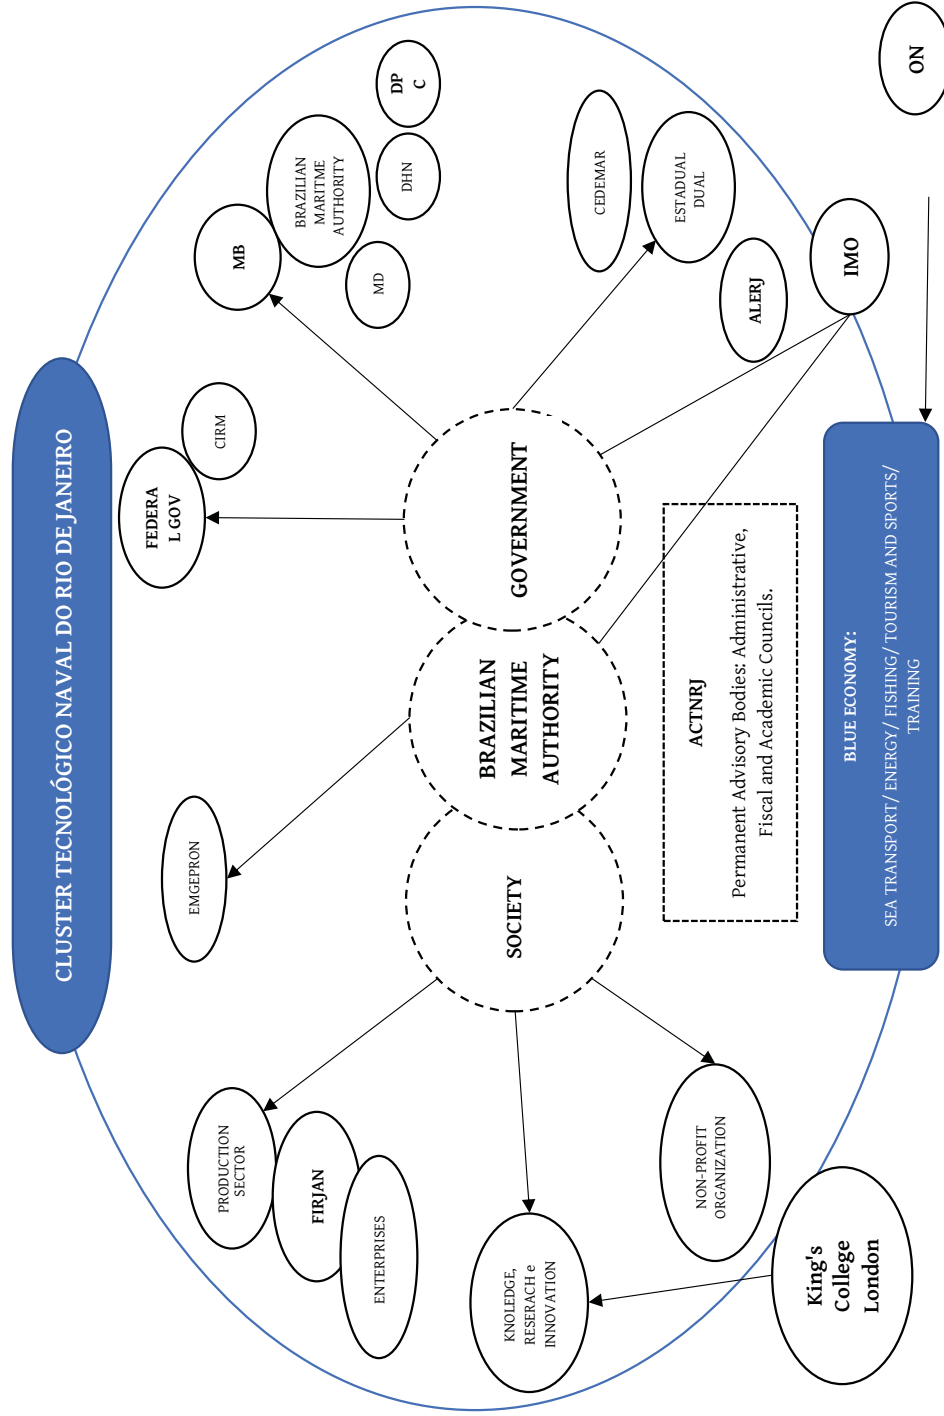 CLUSTER TECNOLÓGICO NAVAL DO RIO DE JANEIRO
FEDERA
L GOV
CIRM
EMGEPRON
PRODUCTION
SECTOR
FIRJAN
ENTERPRISES
MB
BRAZILIAN
MARITME
AUTHORITY
MD
DHN
DP
C
SOCIETY
BRAZILIAN
MARITIME
AUTHORITY
GOVERNMENT
KNOLEDGE,
RESERACH e
INNOVATION
CEDEMAR
ESTADUAL
DUAL
ALERJ
NON-PROFIT
ORGANIZATION
ACTNRJ
Permanent Advisory Bodies: Administrative,
Fiscal and Academic Councils.
King's
College
London
IMO
BLUE ECONOMY:
SEA TRANSPORT/ ENERGY/ FISHING/ TOURISM AND SPORTS/
TRAINING
ON